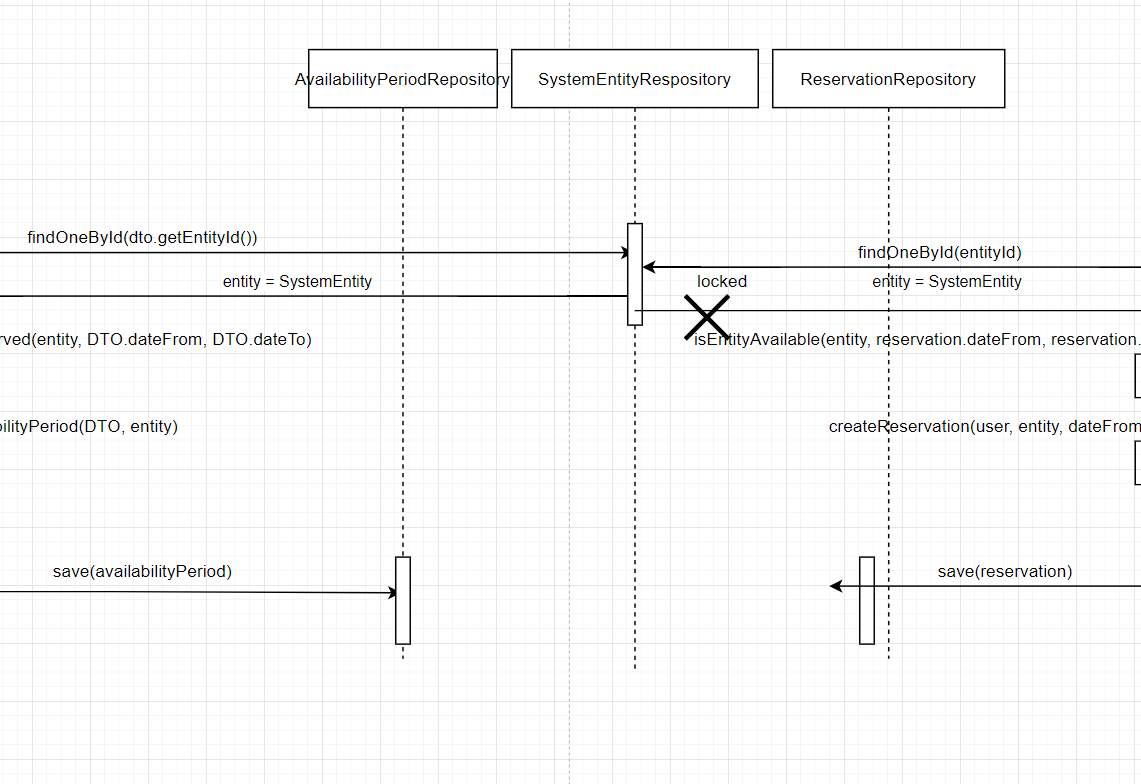 AvailabilityPeriodRepository
SystemEntityRespository
ReservationRepository
findOneById(dto.getEntityId())
findOneById(entityId)
entity = SystemEntity
locked
entity = SystemEntity
rved(entity, DTO.dateFrom, DTO.dateTo)
isEntityAvailable(entity, reservation.dateFrom, reservation.
bilityPeriod(DTO, entity)
createReservation(user, entity, dateFrom
save(availabilityPeriod)
save(reservation)